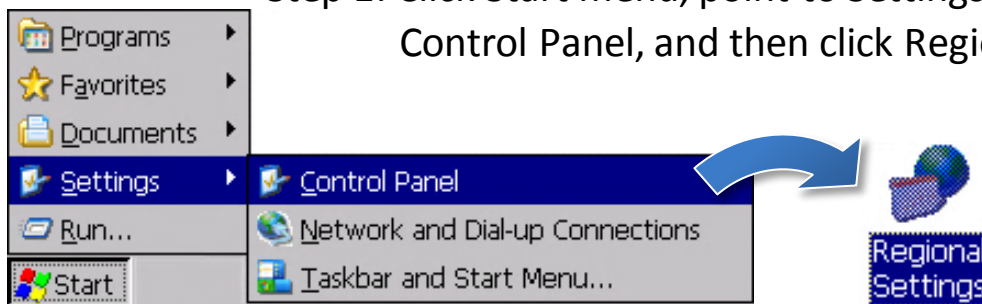 Control Panel, and then click
Programs
Favorites
Documents
Settings
Run...
Start
Control Panel
Network and Dial-up Connections
Taskbar and Start Menu...
Regional
Settings